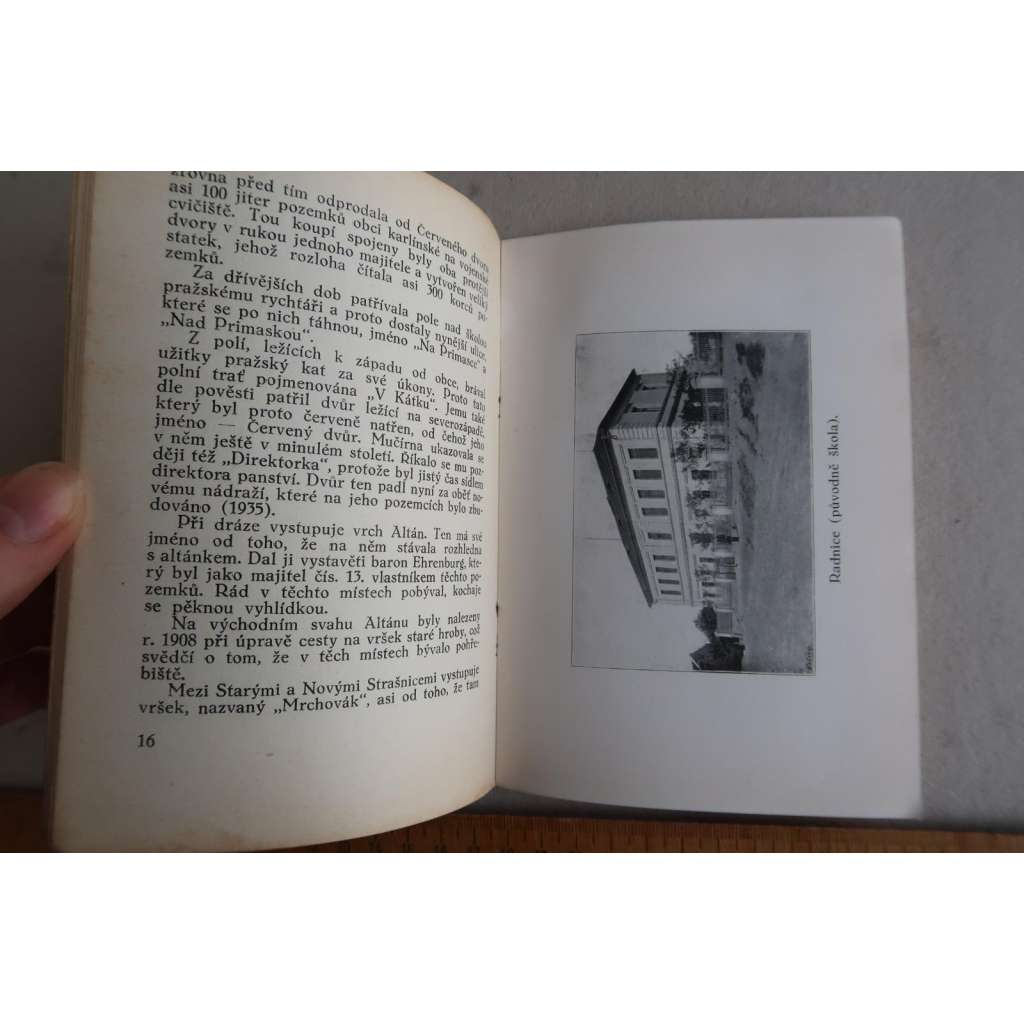 zrovna před tím odprodala od Červeného dvora
asi 100 jiter pozemků obci karlínské na vojenské
cvičiště. Tou koupí spojeny byly oba protější
dvory v rukou jednoho majitele a vytvořen veliký
statek, jehož rozloha čítala asi 300 korců po-
zemků.
Za dřívějších dob patřívala pole nad školou
pražskému rychtáři a proto dostaly nynější ulice,
které se po nich táhnou, jméno „Na Primasce“ a
„Nad Primaskou“.
Z polí, ležících k západu od obce, brával
užitky pražský kat za své úkony. Proto tato
polní trať pojmenována „V Kátku“. Jemu také
dle pověsti patřil dvůr ležící na severozápadě,
který byl proto červeně natřen, od čehož jeho
jméno — Červený dvůr. Mučírna ukazovala se
v něm ještě v minulém století. Říkalo se mu poz-
ději též „Direktorka“, protože byl jistý čas sídlem
direktora panství. Dvůr ten padl nyní za oběť no-
vému nádraží, které na jeho pozemcích bylo zbu-
dováno (1935).
Při dráze vystupuje vrch Altán. Ten má své
jméno od toho, že na něm stávala rozhledna
s altánkem. Dal ji vystavěti baron Ehrenburg, kte-
rý byl jako majitel čís. 13. vlastníkem těchto po-
zemků. Rád v těchto místech pobýval, kochaje
se pěknou vyhlídkou.
Na východním svahu Altánu byly nalezeny
r. 1908 při úpravě cesty na vršek staré hroby, což
svědčí o tom, že v těch místech bývalo pohře-
biště.
Mezi Starými a Novými Strašnicemi vystupuje
vršek, nazvaný „Mrchovák“, asi od toho, že tam
16
Radnice (původně škola).